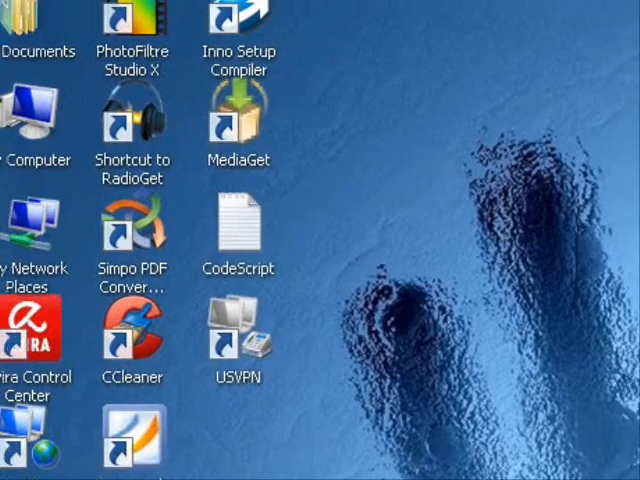 Documents
PhotoFiltre
Studio X
Inno Setup
Compiler
Computer
Shortcut to
RadioGet
MediaGet
y Network
Places
Simpo PDF
Conver...
CodeScript
IRA
vira Control
Center
CCleaner
USVPN